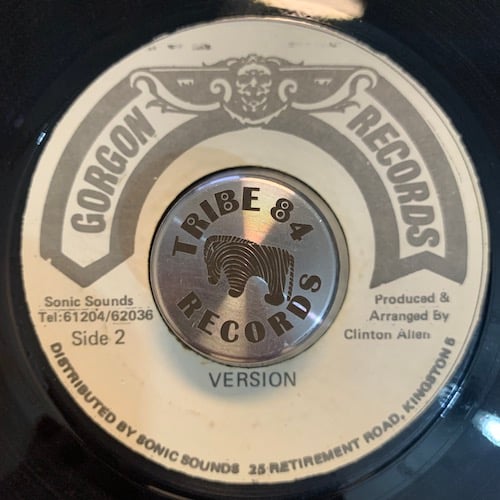 GORGON RECORDS
TRIBE 84
RECORDS
Sonic Sounds
Tel:61204/62036
Side 2
Produced &
Arranged By
Clinton Allen
VERSION
DISTRIBUTED BY SONIC SOUNDS 25 RETIREMENT ROAD, KINGSTON 5